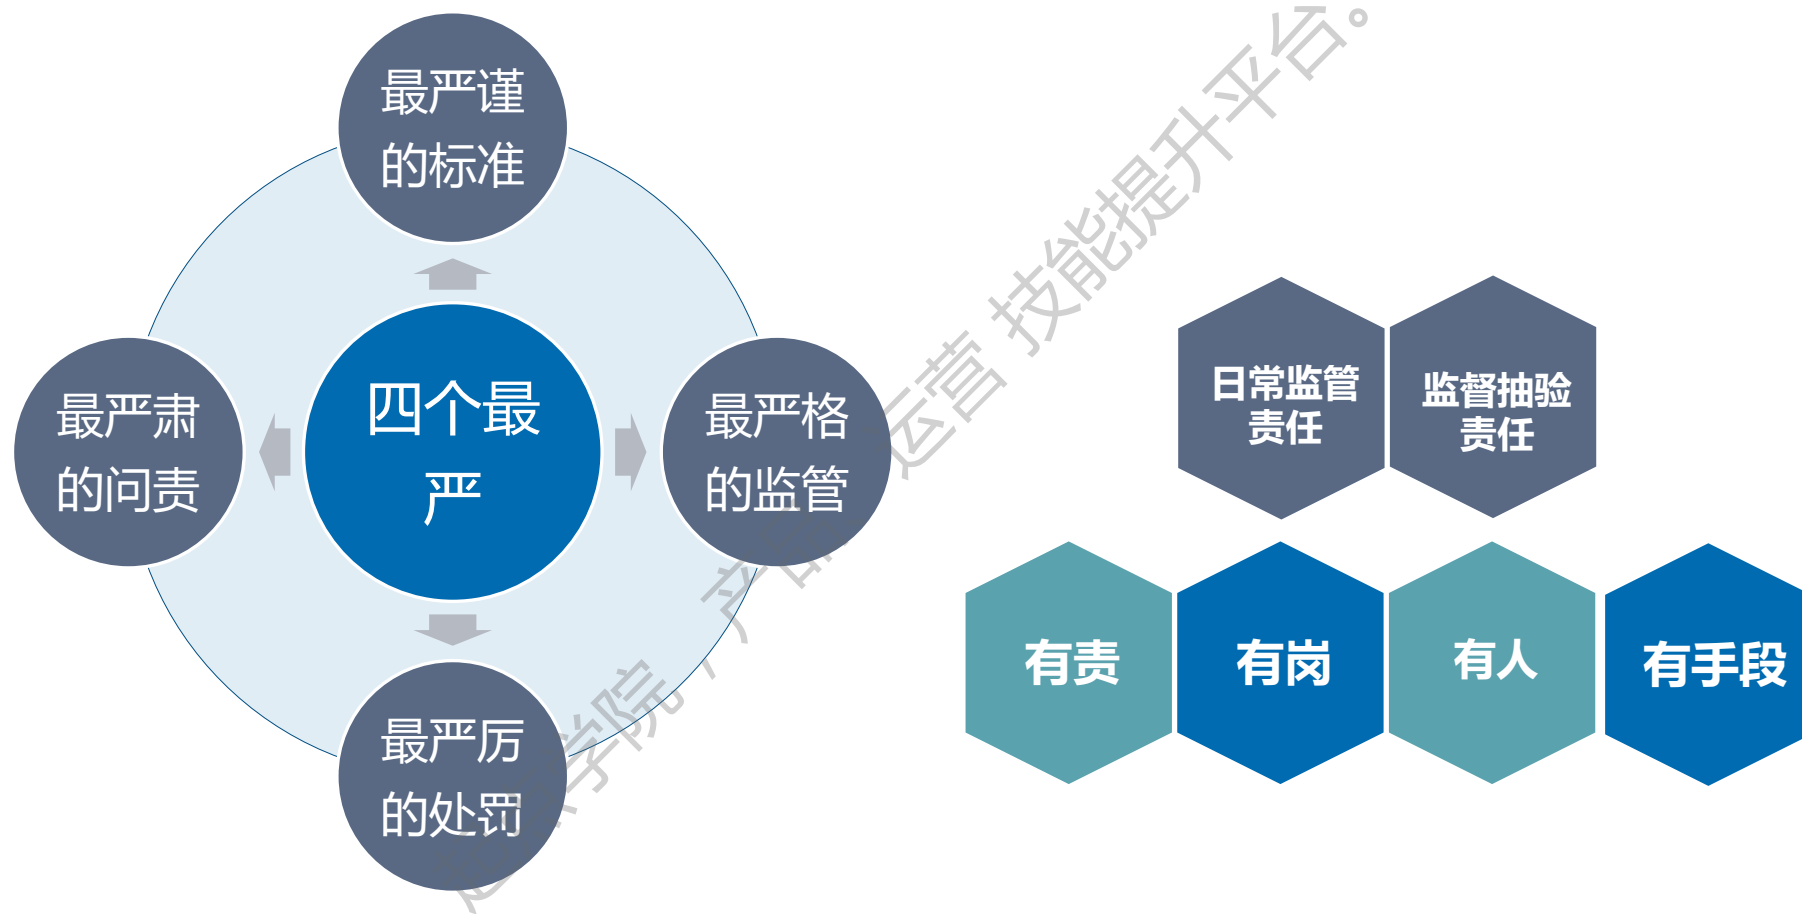 最严谨
的标准
最严肃
的问责
四个最
严
最严格
的监管
最严厉
的处罚
日常监管
责任
监督抽验
责任
有责
有岗
有人
有手段
学院，产品运营 技能提升平台。